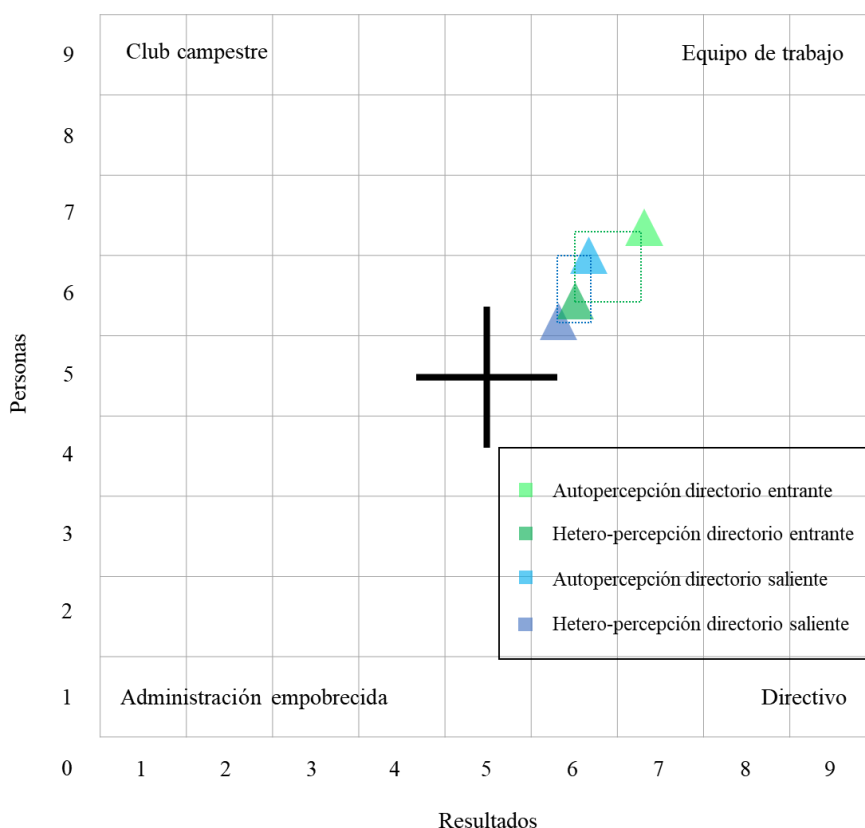 9
Club campestre
Equipo de trabajo
8
7
6
5
4
3
2
1
Personas
Autopercepción directorio entrante
Hetero-percepción directorio entrante
Autopercepción directorio saliente
Hetero-percepción directorio saliente
Administración empobrecida
Directivo
0 1 2 3 4 5 6 7 8 9
Resultados